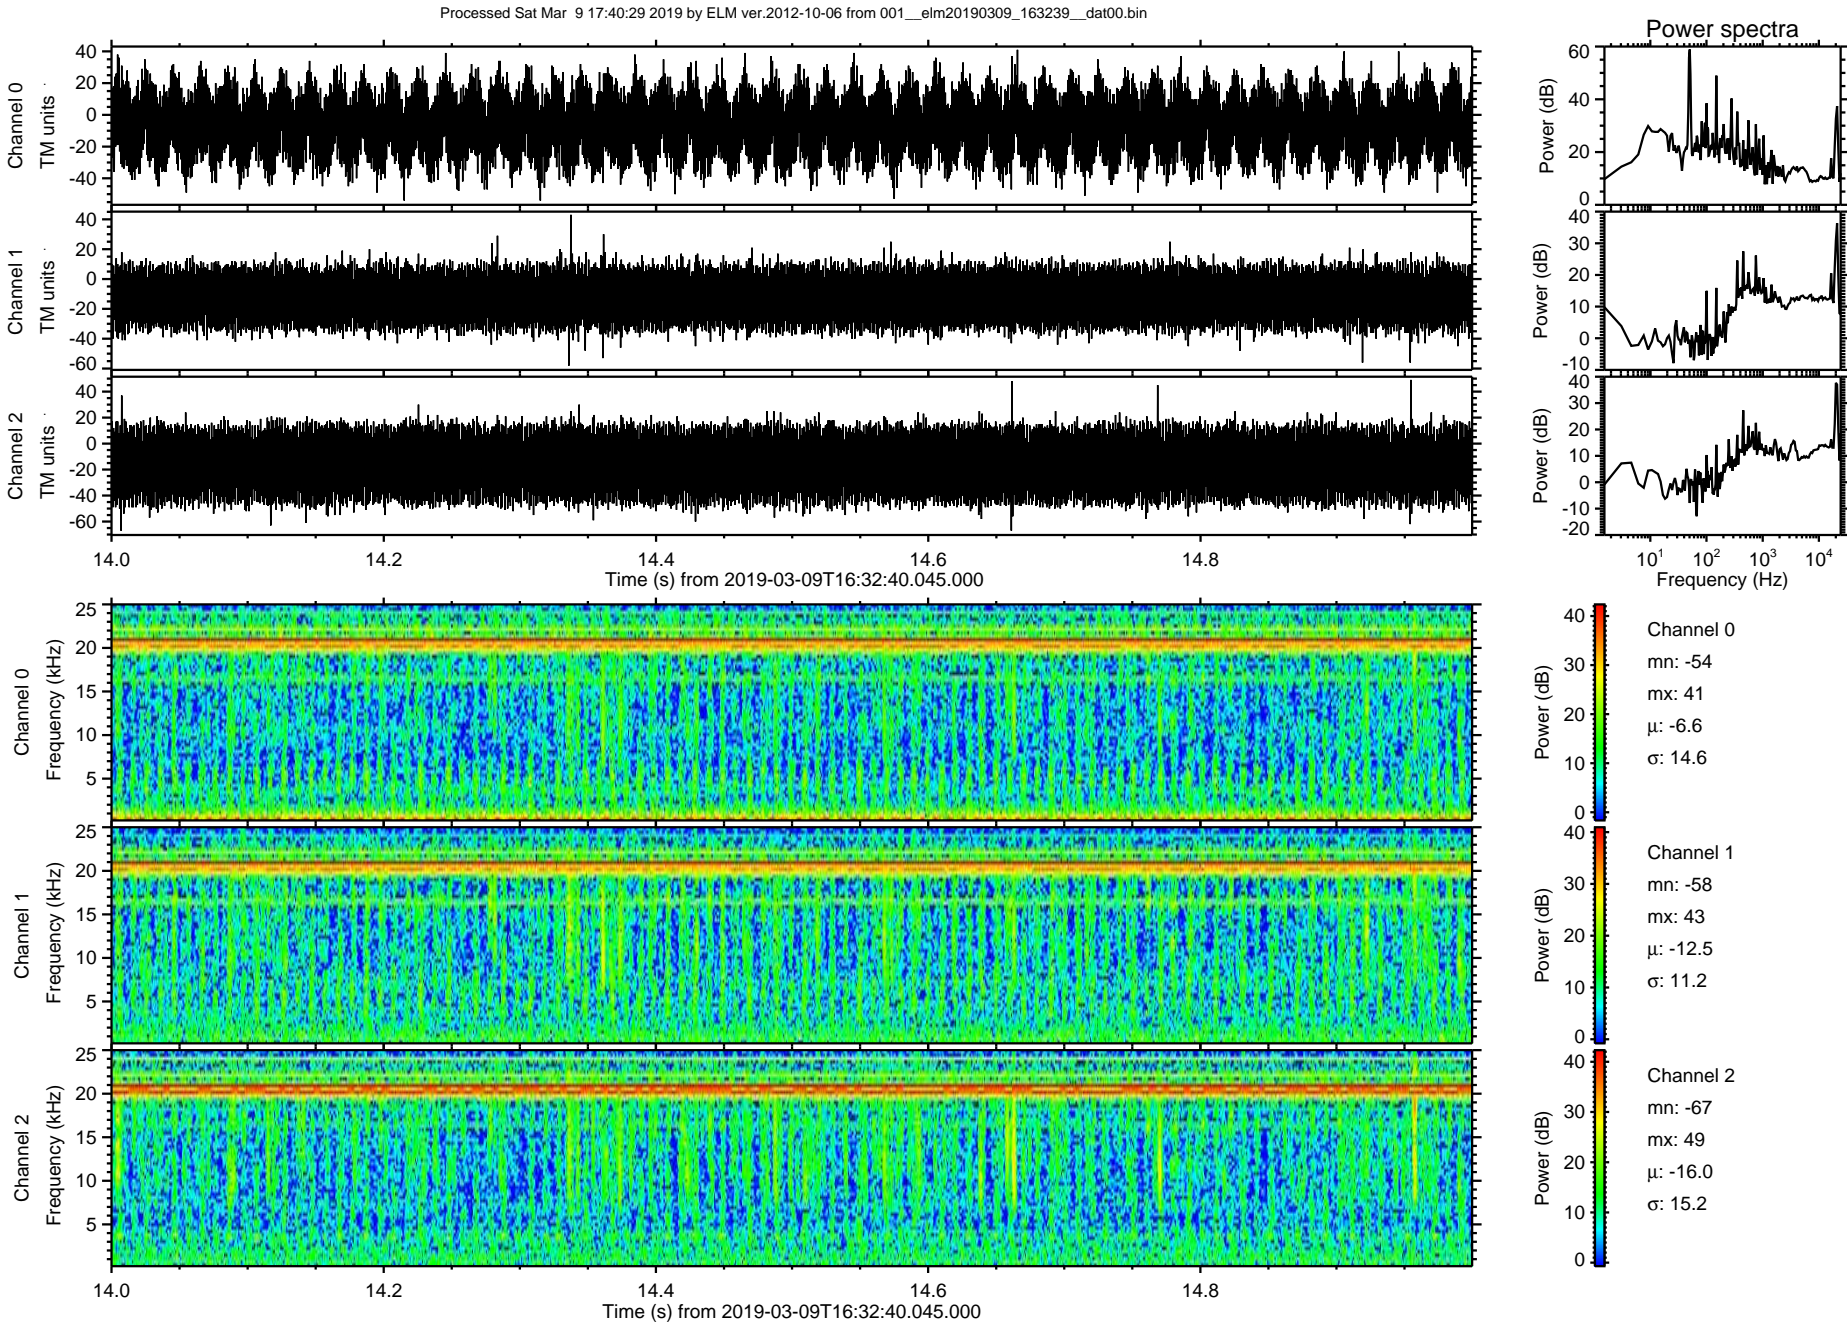 Processed Sat Mar  9 17:40:29 2019 by ELM ver.2012-10-06 from 001__elm20190309_163239__dat00.bin
Power spectra
Channel 0
TM units
40
20
0
-20
-40
Power (dB)
60
40
20
0
Channel 1
TM units
40
20
0
-20
-40
-60
Power (dB)
40
30
20
10
0
-10
Channel 2
TM units
40
20
0
-20
-40
-60
Power (dB)
40
30
20
10
0
-10
-20
14.0 14.2 14.4 14.6 14.8
Time (s) from 2019-03-09T16:32:40.045.000
10¹ 10² 10³ 10⁴
Frequency (Hz)
Channel 0
Frequency (kHz)
25
20
15
10
5
Power (dB)
40
30
20
10
0
Channel 0
mn: -54
mx: 41
μ: -6.6
σ: 14.6
Channel 1
Frequency (kHz)
25
20
15
10
5
Power (dB)
40
30
20
10
0
Channel 1
mn: -58
mx: 43
μ: -12.5
σ: 11.2
Channel 2
Frequency (kHz)
25
20
15
10
5
Power (dB)
40
30
20
10
0
Channel 2
mn: -67
mx: 49
μ: -16.0
σ: 15.2
14.0 14.2 14.4 14.6 14.8
Time (s) from 2019-03-09T16:32:40.045.000